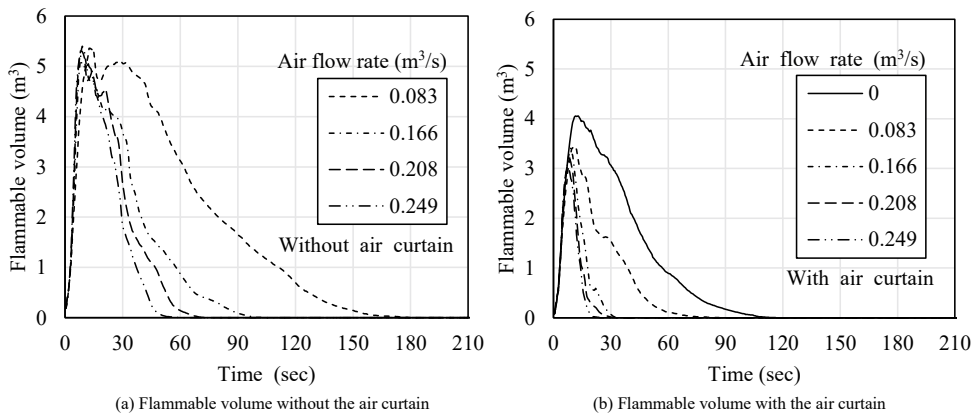 6
5
4
3
2
1
0
Flammable volume (m³)
Air flow rate (m³/s)
0.083
0.166
0.208
0.249
Without air curtain
0 30 60 90 120 150 180 210
Time (sec)
(a) Flammable volume without the air curtain
6
5
4
3
2
1
0
Flammable volume (m³)
Air flow rate (m³/s)
0
0.083
0.166
0.208
0.249
With air curtain
0 30 60 90 120 150 180 210
Time (sec)
(b) Flammable volume with the air curtain